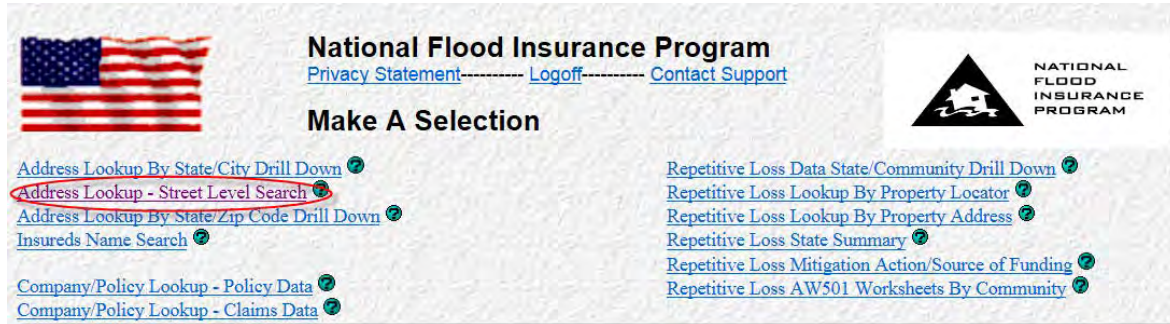 National Flood Insurance Program
Privacy Statement---------- Logoff---------- Contact Support
Make A Selection
NATIONAL
FLOOD
INSURANCE
PROGRAM
Address Lookup By State/City Drill Down ?
Address Lookup - Street Level Search ?
Address Lookup By State/Zip Code Drill Down ?
Insureds Name Search ?
Company/Policy Lookup - Policy Data ?
Company/Policy Lookup - Claims Data ?
Repetitive Loss Data State/Community Drill Down ?
Repetitive Loss Lookup By Property Locator ?
Repetitive Loss Lookup By Property Address ?
Repetitive Loss State Summary ?
Repetitive Loss Mitigation Action/Source of Funding ?
Repetitive Loss AW501 Worksheets By Community ?